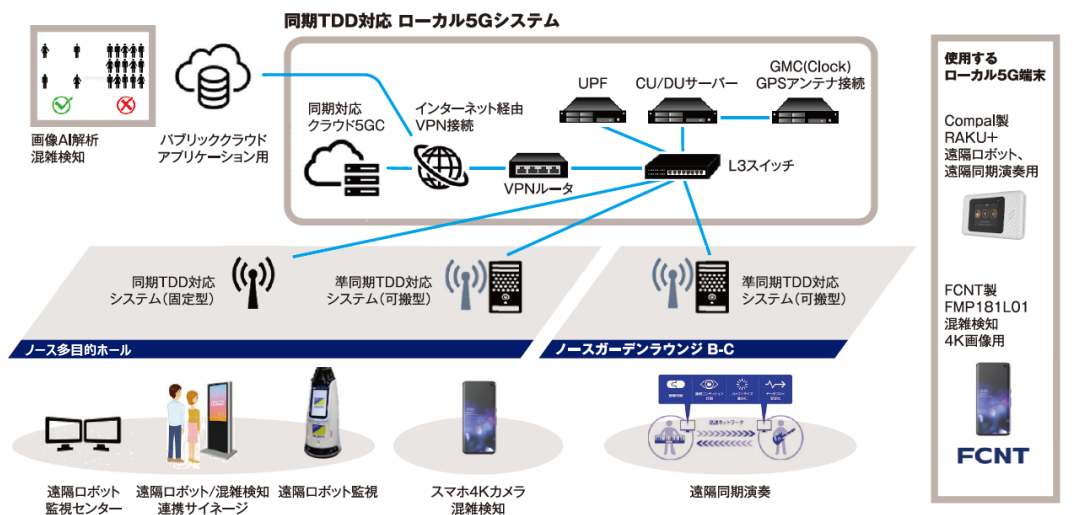 同期TDD対応 ローカル5Gシステム
画像AI解析
混雑検知
パブリッククラウド
アプリケーション用
同期対応
クラウド5GC
インターネット経由
VPN接続
VPNルータ
UPF
CU/DUサーバー
GMC(Clock)
GPSアンテナ接続
L3スイッチ
同期TDD対応
システム(固定型)
準同期TDD対応
システム(可搬型)
準同期TDD対応
システム(可搬型)
ノース多目的ホール
ノースガーデンラウンジ B-C
高速ネットワーク
遠隔ロボット
監視センター
遠隔ロボット/混雑検知
連携サイネージ
遠隔ロボット監視
スマホ4Kカメラ
混雑検知
遠隔同期演奏
使用する
ローカル5G端末
Compal製
RAKU+
遠隔ロボット、
遠隔同期演奏用
FCNT製
FMP181L01
混雑検知
4K画像用
FCNT